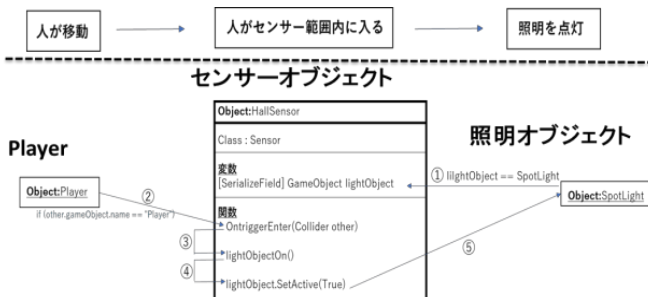 人が移動
人がセンサー範囲内に入る
照明を点灯
センサーオブジェクト
Player
照明オブジェクト
Object:HallSensor
Class : Sensor
変数
[SerializeField] GameObject lightObject
関数
OntriggerEnter(Collider other)
lightObjectOn()
lightObject.SetActive(True)
Object:Player
if (other.gameObject.name == "Player")
① lilghtObject == SpotLight
Object:SpotLight
②
③
④
⑤